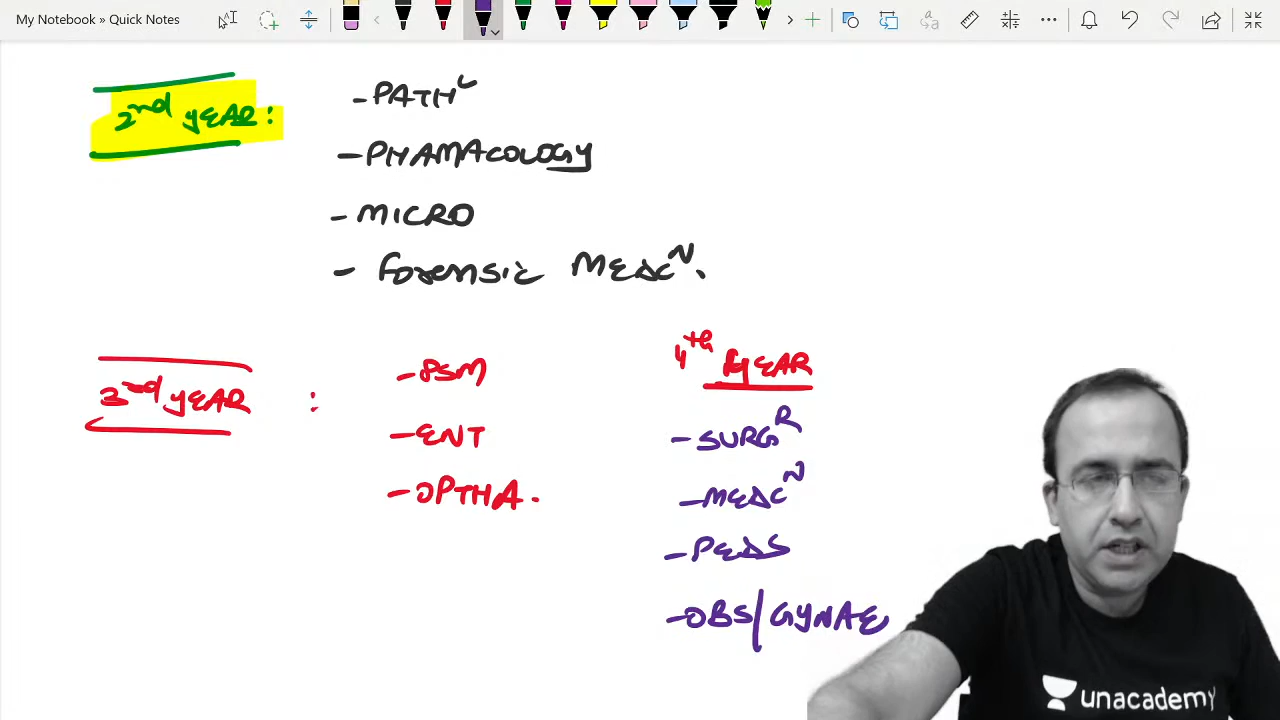 My Notebook » Quick Notes
2nd YEAR:
- PATHL
- PHAMACOLOGY
- MICRO
- Forensic MEDCN.
3nd YEAR :
- PSM
- ENT
- OPTHA.
4th YEAR
- SURGR
- MEDCN
- PEDS
- OBS/GYNAE
unacademy